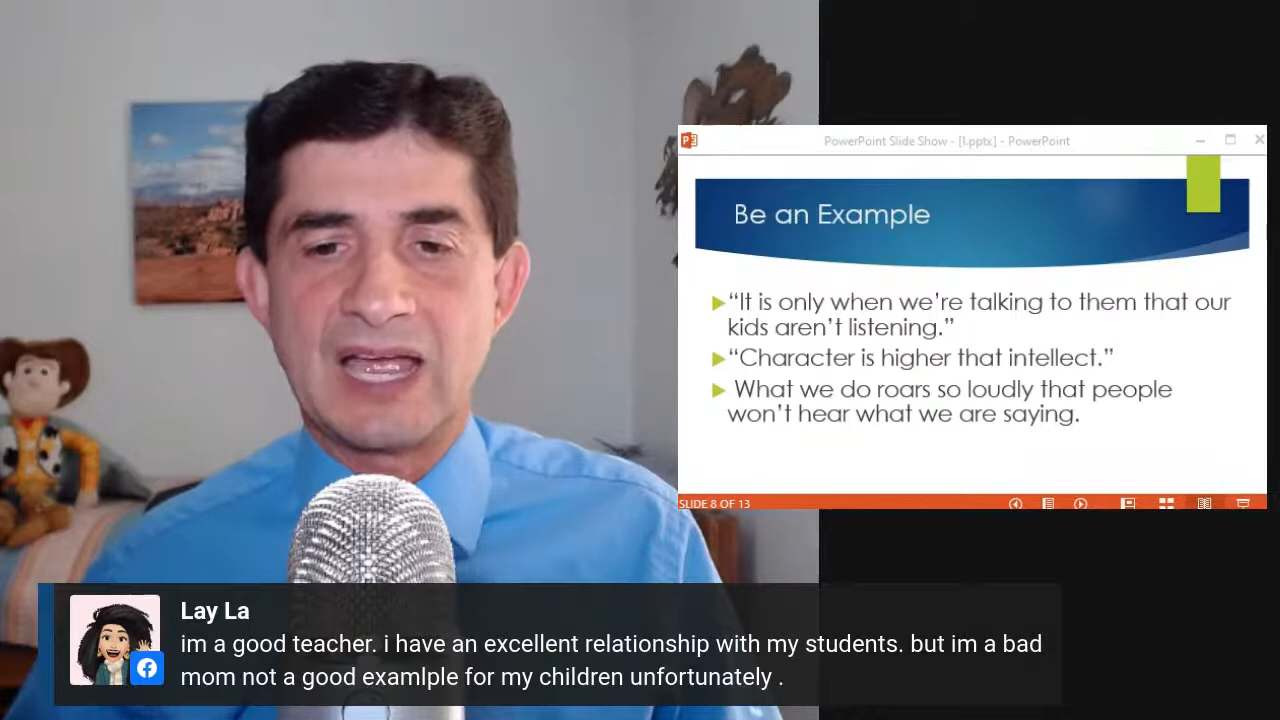 PowerPoint Slide Show - [l.pptx] - PowerPoint
Be an Example
“It is only when we’re talking to them that our
kids aren’t listening.”
“Character is higher that intellect.”
What we do roars so loudly that people
won’t hear what we are saying.
SLIDE 8 OF 13
Lay La
im a good teacher. i have an excellent relationship with my students. but im a bad
mom not a good examlple for my children unfortunately .